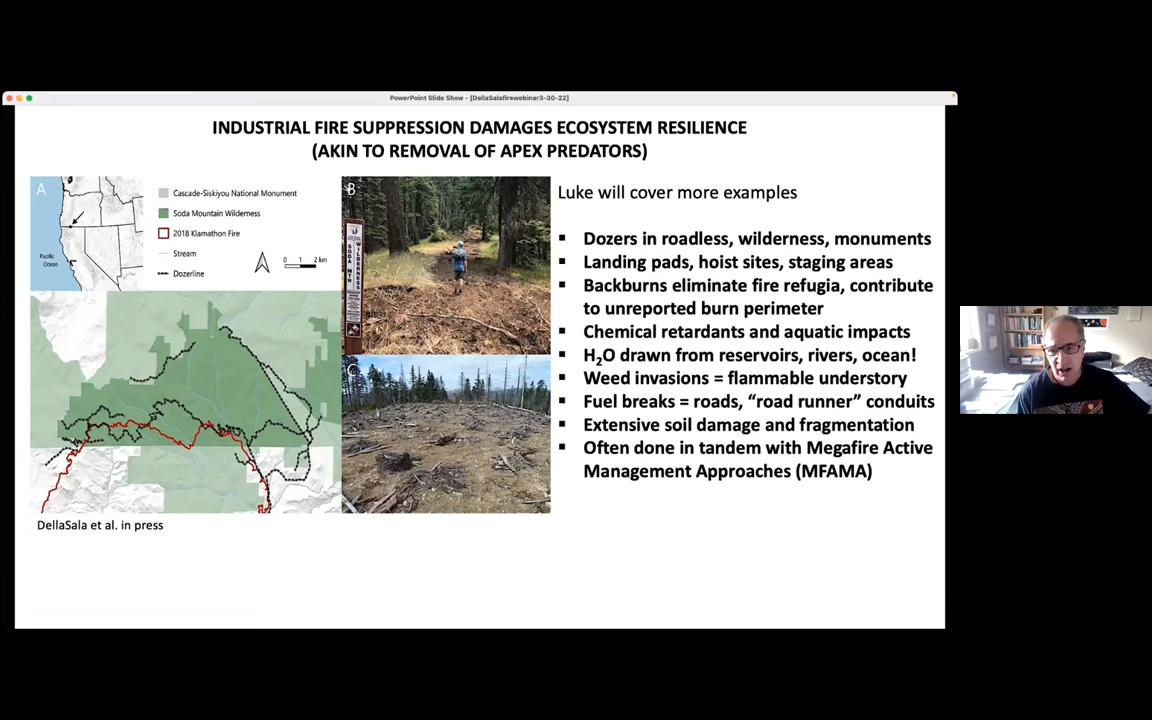 PowerPoint Slide Show - [DellaSalafirewebinar3-30-22]
INDUSTRIAL FIRE SUPPRESSION DAMAGES ECOSYSTEM RESILIENCE
(AKIN TO REMOVAL OF APEX PREDATORS)
A
Pacific
Ocean
Cascade-Siskiyou National Monument
Soda Mountain Wilderness
2018 Klamathon Fire
Stream
Dozerline
0 1 2 km
B
SODA MTN
WILDERNESS
C
DellaSala et al. in press
Luke will cover more examples
▪ Dozers in roadless, wilderness, monuments
▪ Landing pads, hoist sites, staging areas
▪ Backburns eliminate fire refugia, contribute
to unreported burn perimeter
▪ Chemical retardants and aquatic impacts
▪ H₂O drawn from reservoirs, rivers, ocean!
▪ Weed invasions = flammable understory
▪ Fuel breaks = roads, “road runner” conduits
▪ Extensive soil damage and fragmentation
▪ Often done in tandem with Megafire Active
Management Approaches (MFAMA)